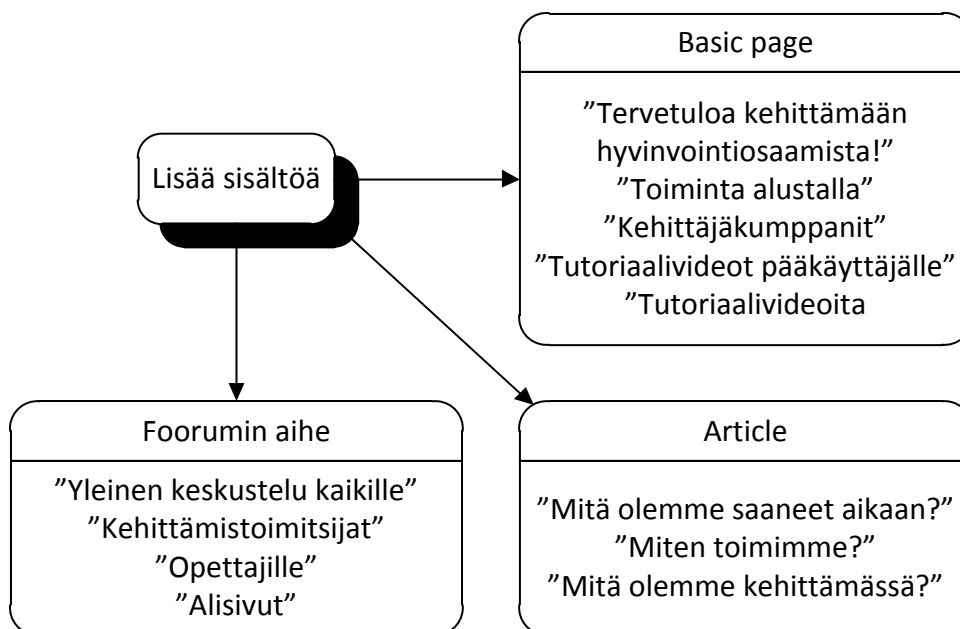 Basic page
”Tervetuloa kehittämään
hyvinvointiosaamista!”
”Toiminta alustalla”
”Kehittäjäkumppanit”
”Tutoriaalivideot pääkäyttäjälle”
”Tutoriaalivideoita
Lisää sisältöä
Foorumin aihe
”Yleinen keskustelu kaikille”
”Kehittämistoimitsijat”
”Opettajille”
”Alisivut”
Article
”Mitä olemme saaneet aikaan?”
”Miten toimimme?”
”Mitä olemme kehittämässä?”